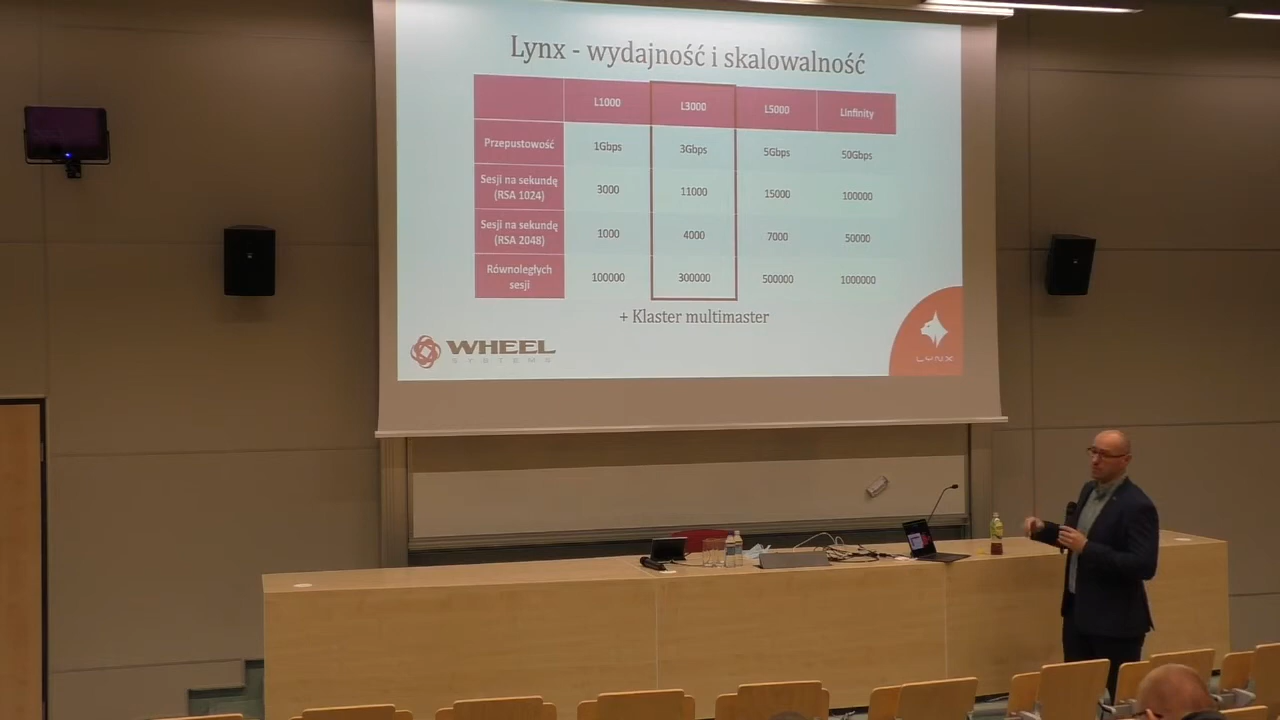 Lynx - wydajność i skalowalność
L1000 L3000 L5000 Linfinity
Przepustowość 1Gbps 3Gbps 5Gbps 50Gbps
Sesji na sekundę (RSA 1024) 3000 11000 15000 100000
Sesji na sekundę (RSA 2048) 1000 4000 7000 50000
Równoległych sesji 100000 300000 500000 1000000
+ Klaster multimaster
WHEEL
SYSTEMS
LYNX